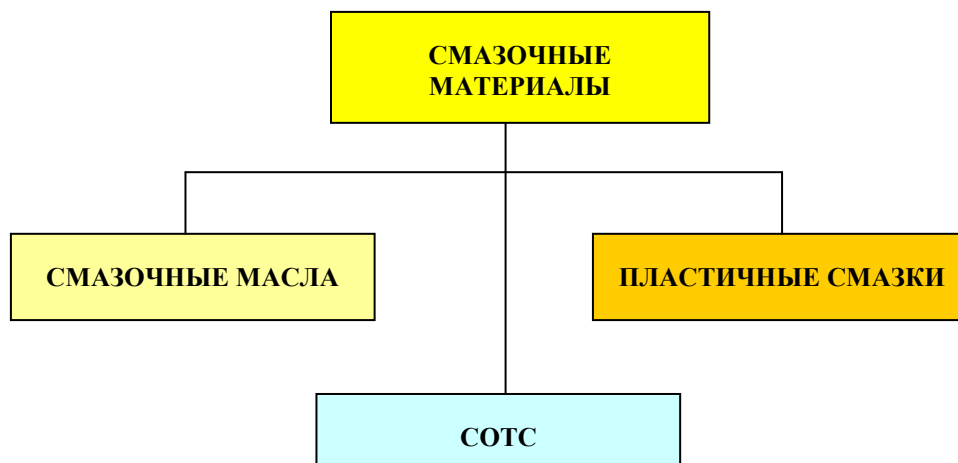 СМАЗОЧНЫЕ
МАТЕРИАЛЫ
СМАЗОЧНЫЕ МАСЛА
ПЛАСТИЧНЫЕ СМАЗКИ
СОТС